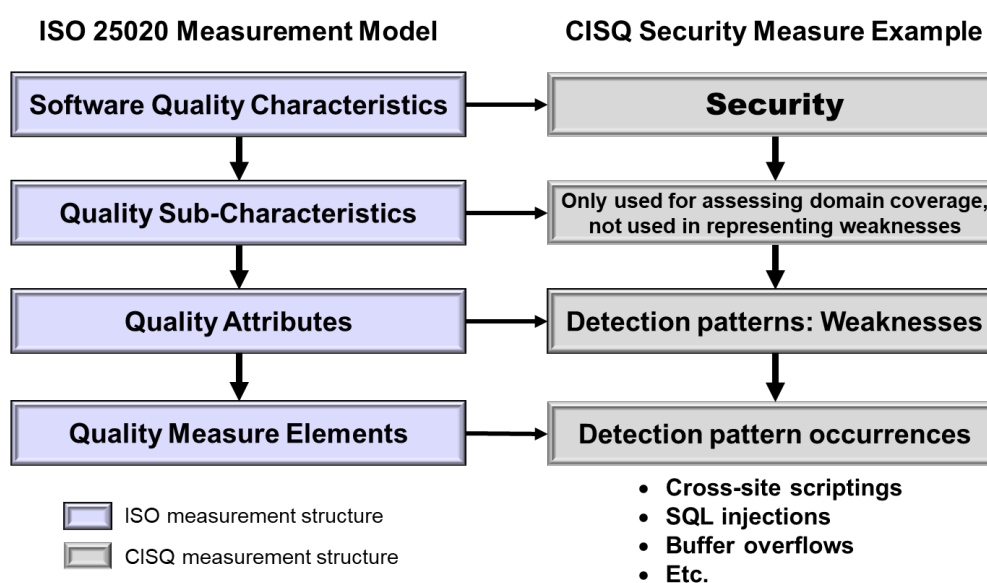 ISO 25020 Measurement Model
CISQ Security Measure Example
Software Quality Characteristics
Security
Quality Sub-Characteristics
Only used for assessing domain coverage,
not used in representing weaknesses
Quality Attributes
Detection patterns: Weaknesses
Quality Measure Elements
Detection pattern occurrences
• Cross-site scriptings
• SQL injections
• Buffer overflows
• Etc.
ISO measurement structure
CISQ measurement structure